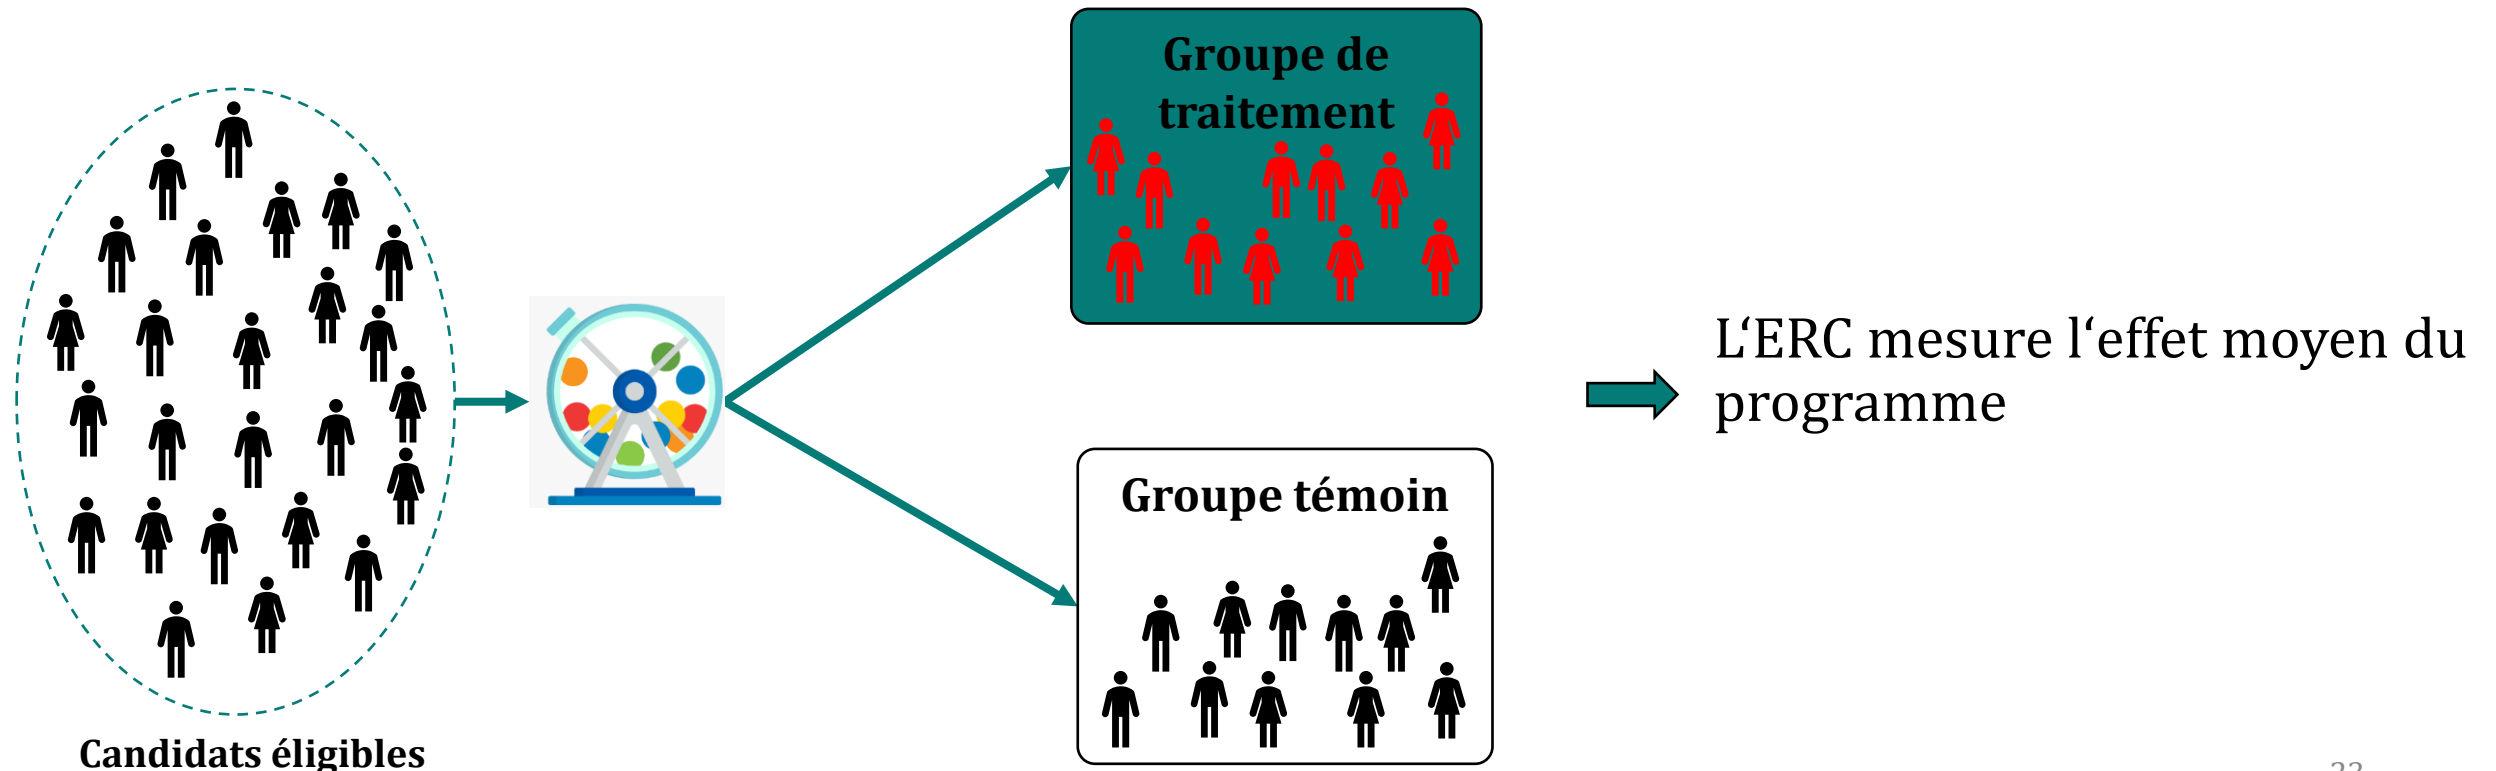 Groupe de
traitement
L‘ERC mesure l‘effet moyen du
programme
Groupe témoin
Candidats éligibles